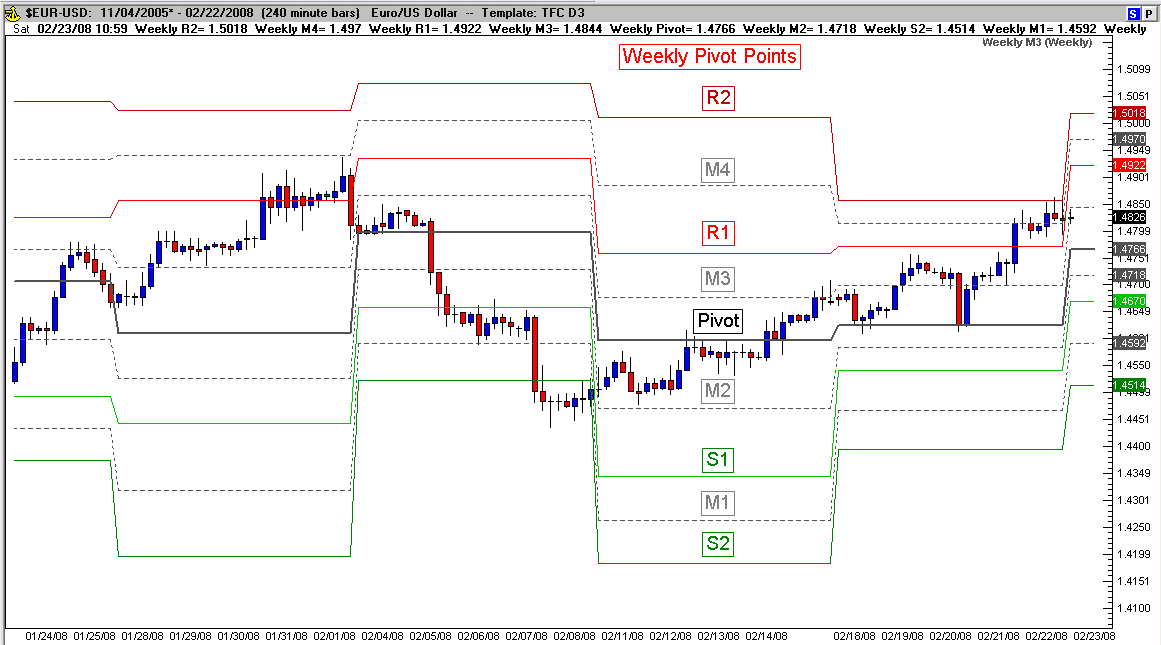 $EUR-USD: 11/04/2005* - 02/22/2008 (240 minute bars) Euro/US Dollar -- Template: TFC D3
S P
Sat 02/23/08 10:59 Weekly R2= 1.5018 Weekly M4= 1.497 Weekly R1= 1.4922 Weekly M3= 1.4844 Weekly Pivot= 1.4766 Weekly M2= 1.4718 Weekly S2= 1.4514 Weekly M1= 1.4592 Weekly
Weekly M3 (Weekly)
Weekly Pivot Points
R2
M4
R1
M3
Pivot
M2
S1
M1
S2
1.5099
1.5051
1.5018
1.5000
1.4970
1.4949
1.4922
1.4901
1.4850
1.4826
1.4799
1.4766
1.4751
1.4718
1.4700
1.4670
1.4649
1.4592
1.4550
1.4514
1.4499
1.4451
1.4400
1.4349
1.4301
1.4250
1.4199
1.4151
1.4100
01/24/08 01/25/08 01/28/08 01/29/08 01/30/08 01/31/08 02/01/08 02/04/08 02/05/08 02/06/08 02/07/08 02/08/08 02/11/08 02/12/08 02/13/08 02/14/08 02/18/08 02/19/08 02/20/08 02/21/08 02/22/08 02/23/08